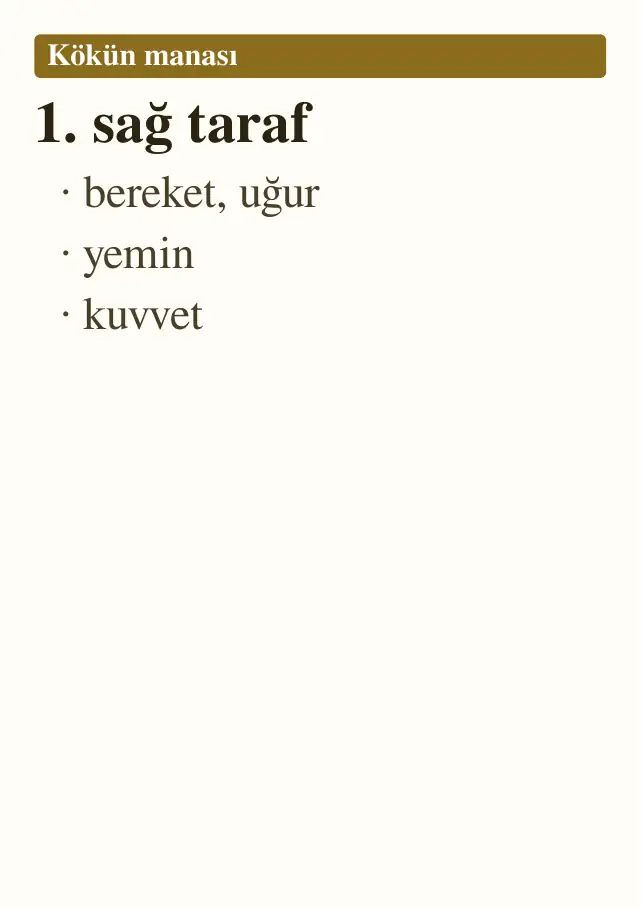 Kökün manası
1. sağ taraf
· bereket, uğur
· yemin
· kuvvet